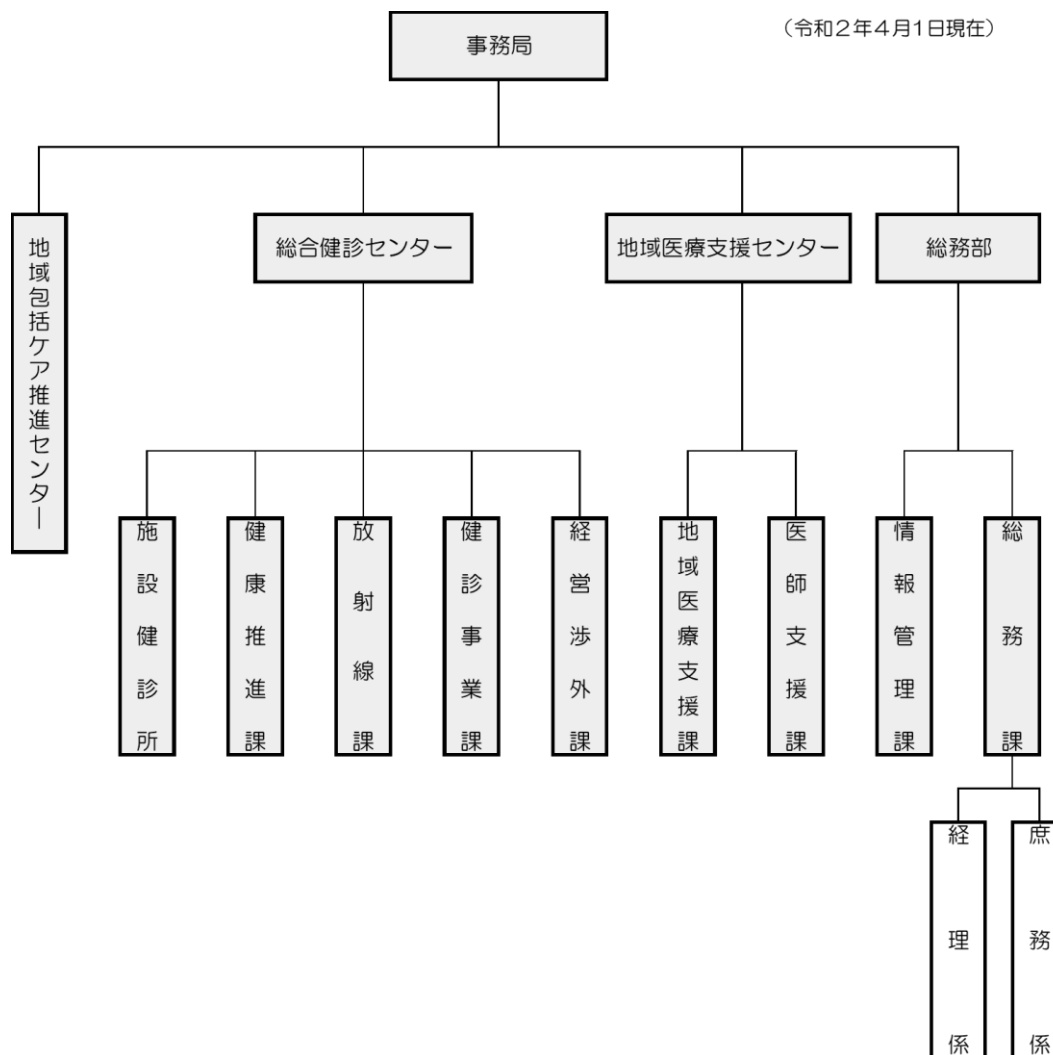 （令和２年４月１日現在）
事務局
地域包括ケア推進センター
総合健診センター
地域医療支援センター
総務部
施設健診所
健康推進課
放射線課
健診事業課
経営渉外課
地域医療支援課
医師支援課
情報管理課
総務課
経理係
庶務係